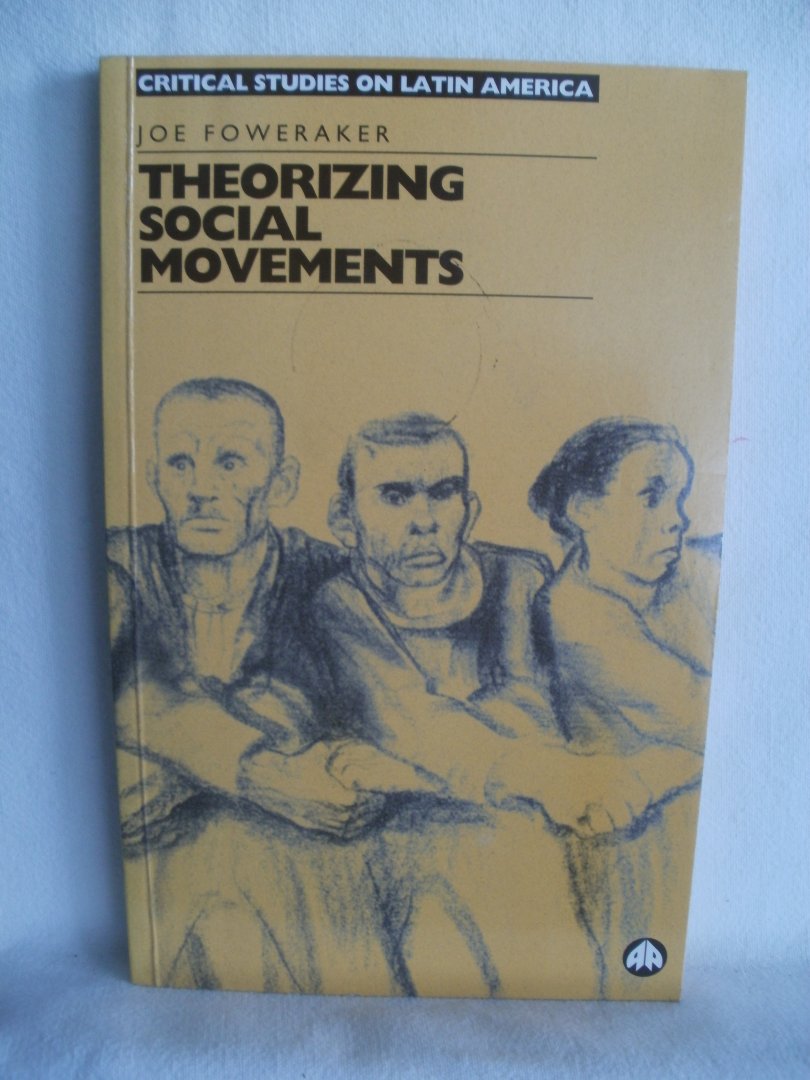 CRITICAL STUDIES ON LATIN AMERICA
JOE FOWERAKER
THEORIZING
SOCIAL
MOVEMENTS